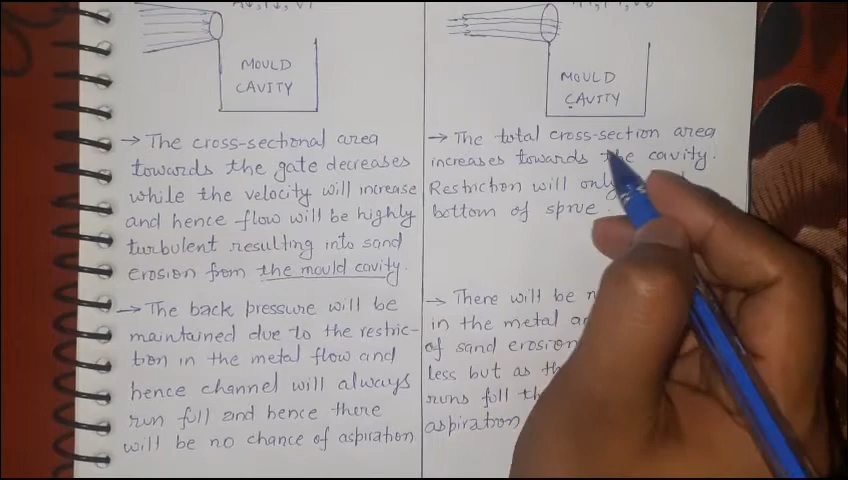 MOULD
CAVITY
→ The cross-sectional area
towards the gate decreases
while the velocity will increase
and hence flow will be highly
turbulent resulting into sand
erosion from the mould cavity.
→ The back pressure will be
maintained due to the restric-
tion in the metal flow and
hence channel will always
run full and hence there
will be no chance of aspiration
MOULD
CAVITY
→ The total cross-section area
increases towards the cavity.
Restriction will only
bottom of sprue.
→ There will be
in the metal
of sand erosion
less but as
runs full
aspiration